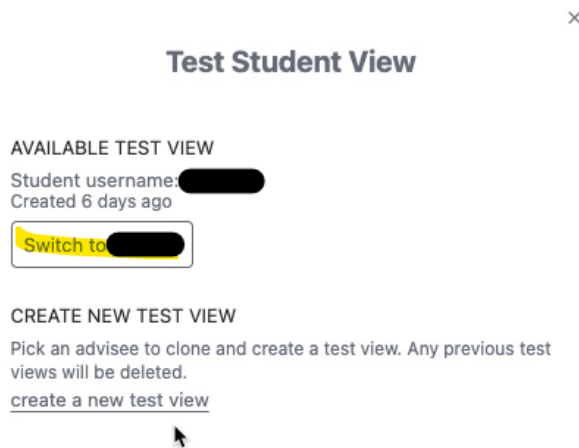 Test Student View
AVAILABLE TEST VIEW
Student username:
Created 6 days ago
Switch to
CREATE NEW TEST VIEW
Pick an advisee to clone and create a test view. Any previous test
views will be deleted.
create a new test view